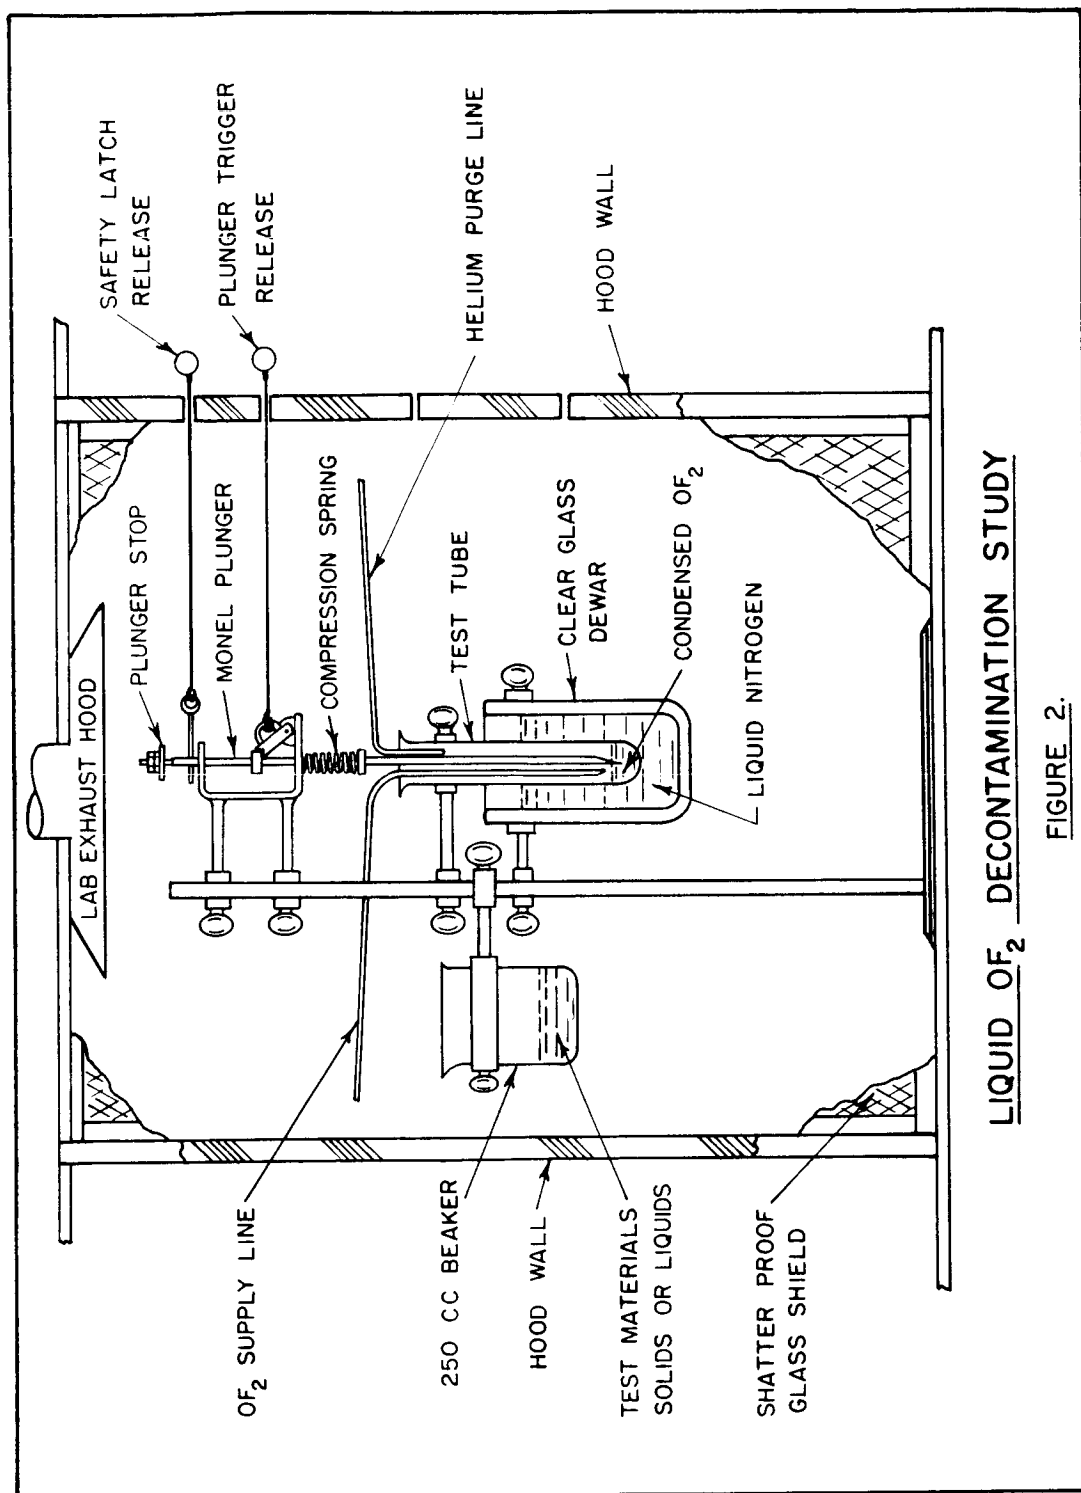 SAFETY LATCH
RELEASE
PLUNGER TRIGGER
RELEASE
HELIUM PURGE LINE
HOOD WALL
LAB EXHAUST HOOD
PLUNGER STOP
MONEL PLUNGER
COMPRESSION SPRING
TEST TUBE
CLEAR GLASS
DEWAR
CONDENSED OF₂
LIQUID NITROGEN
OF₂ SUPPLY LINE
250 CC BEAKER
HOOD WALL
TEST MATERIALS
SOLIDS OR LIQUIDS
SHATTER PROOF
GLASS SHIELD
LIQUID OF₂ DECONTAMINATION STUDY
FIGURE 2.